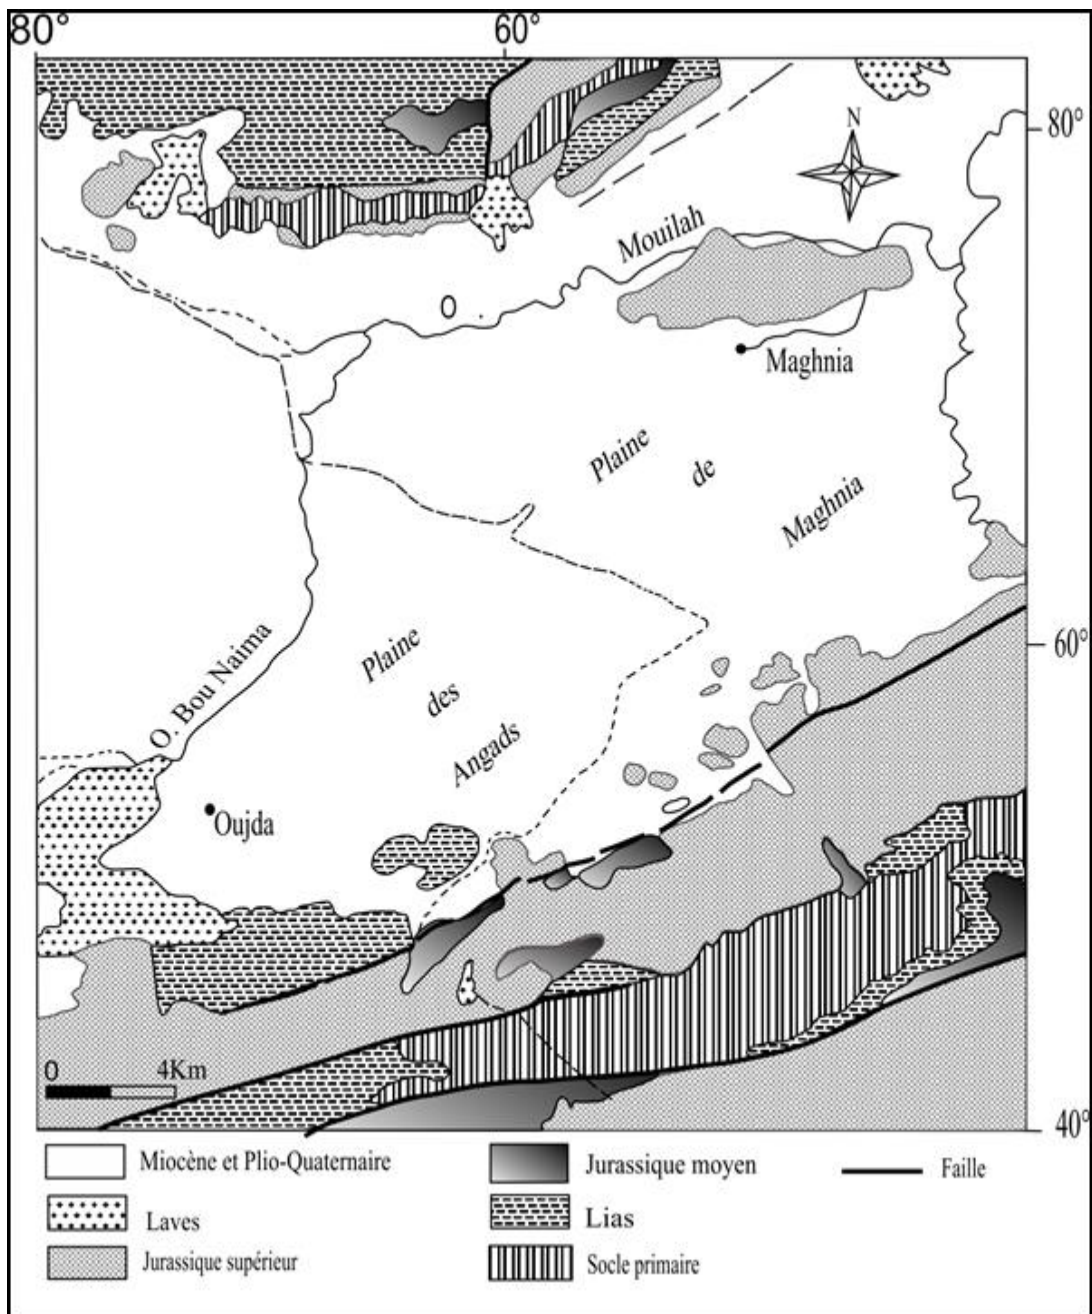 80° 60°
80°
N
Mouilah
O .
Maghnia
Plaine
de
Maghnia
O. Bou Naima
Plaine
des
Angads
60°
Oujda
0 4Km
40°
Miocène et Plio-Quaternaire
Laves
Jurassique supérieur
Jurassique moyen
Lias
Socle primaire
Faille